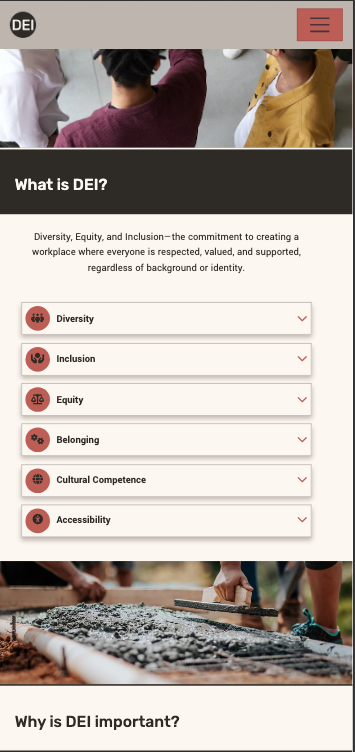 DEI
What is DEI?
Diversity, Equity, and Inclusion—the commitment to creating a
workplace where everyone is respected, valued, and supported,
regardless of background or identity.
Diversity
Inclusion
Equity
Belonging
Cultural Competence
Accessibility
Why is DEI important?